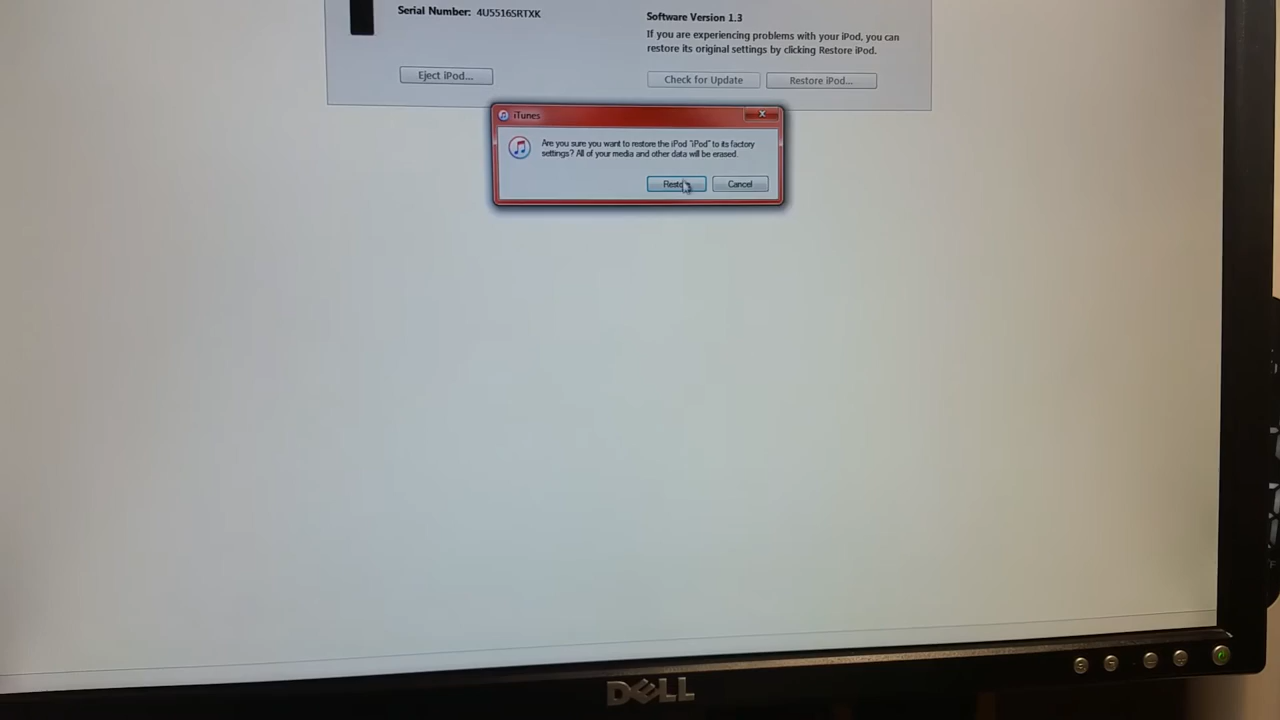 Serial Number: 4U5516SRTXK
Software Version 1.3
If you are experiencing problems with your iPod, you can
restore its original settings by clicking Restore iPod.
Eject iPod...
Check for Update
Restore iPod...
iTunes
Are you sure you want to restore the iPod "iPod" to its factory
settings? All of your media and other data will be erased.
Restore
Cancel
DELL